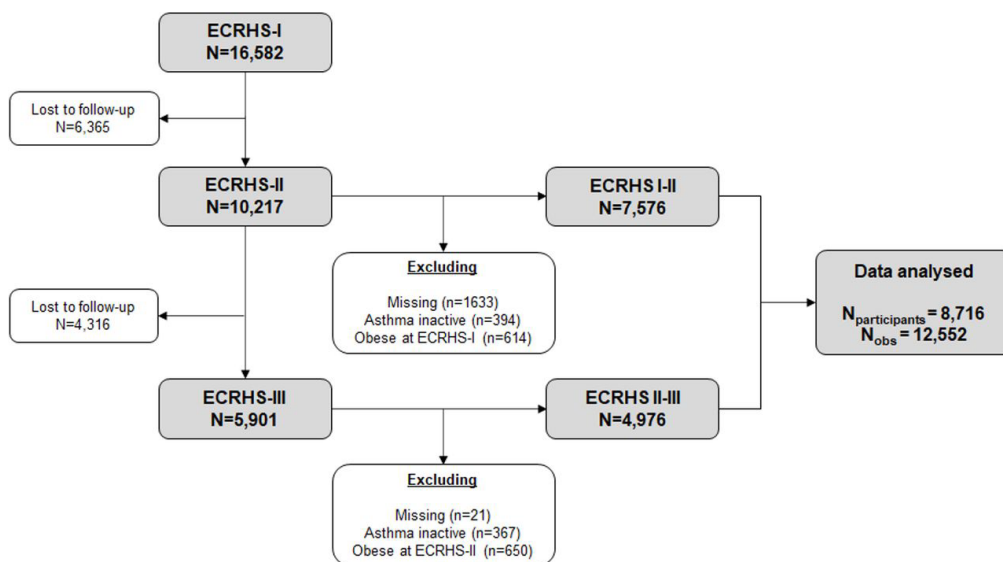 ECRHS-I
N=16,582
Lost to follow-up
N=6,365
ECRHS-II
N=10,217
ECRHS I-II
N=7,576
Excluding
Missing (n=1633)
Asthma inactive (n=394)
Obese at ECRHS-I (n=614)
Data analysed
Nparticipants = 8,716
Nobs = 12,552
Lost to follow-up
N=4,316
ECRHS-III
N=5,901
ECRHS II-III
N=4,976
Excluding
Missing (n=21)
Asthma inactive (n=367)
Obese at ECRHS-II (n=650)